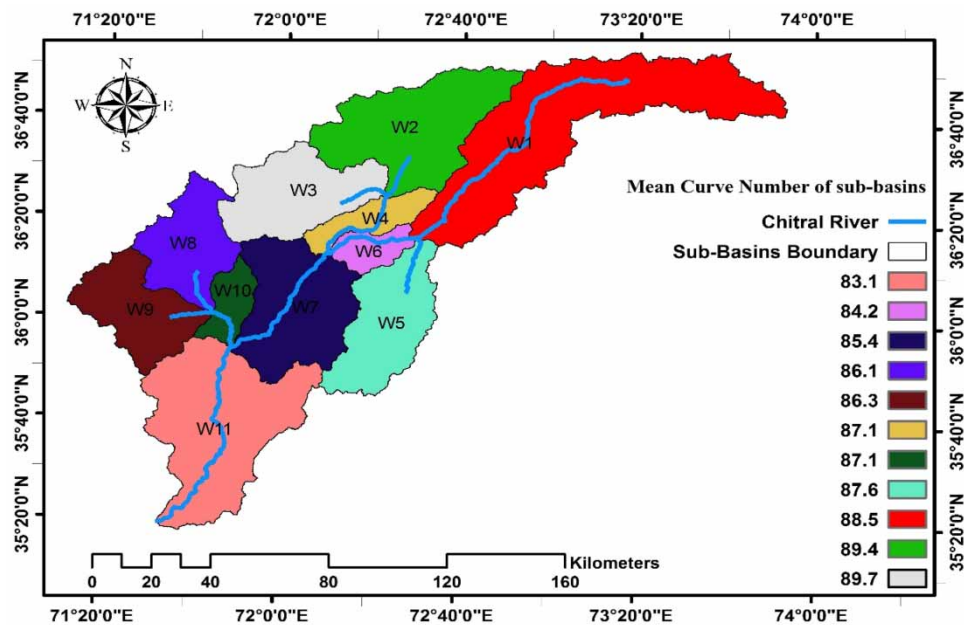 71°20'0"E 72°0'0"E 72°40'0"E 73°20'0"E 74°0'0"E
N
W E
S
36°40'0"N
36°20'0"N
36°0'0"N
35°40'0"N
35°20'0"N
W2
W1
W3
W4
W8
W6
W10
W9
W7
W5
W11
Mean Curve Number of sub-basins
Chitral River
Sub-Basins Boundary
83.1
84.2
85.4
86.1
86.3
87.1
87.1
87.6
88.5
89.4
89.7
36°40'0"N
36°20'0"N
36°0'0"N
35°40'0"N
35°20'0"N
Kilometers
0 20 40 80 120 160
71°20'0"E 72°0'0"E 72°40'0"E 73°20'0"E 74°0'0"E